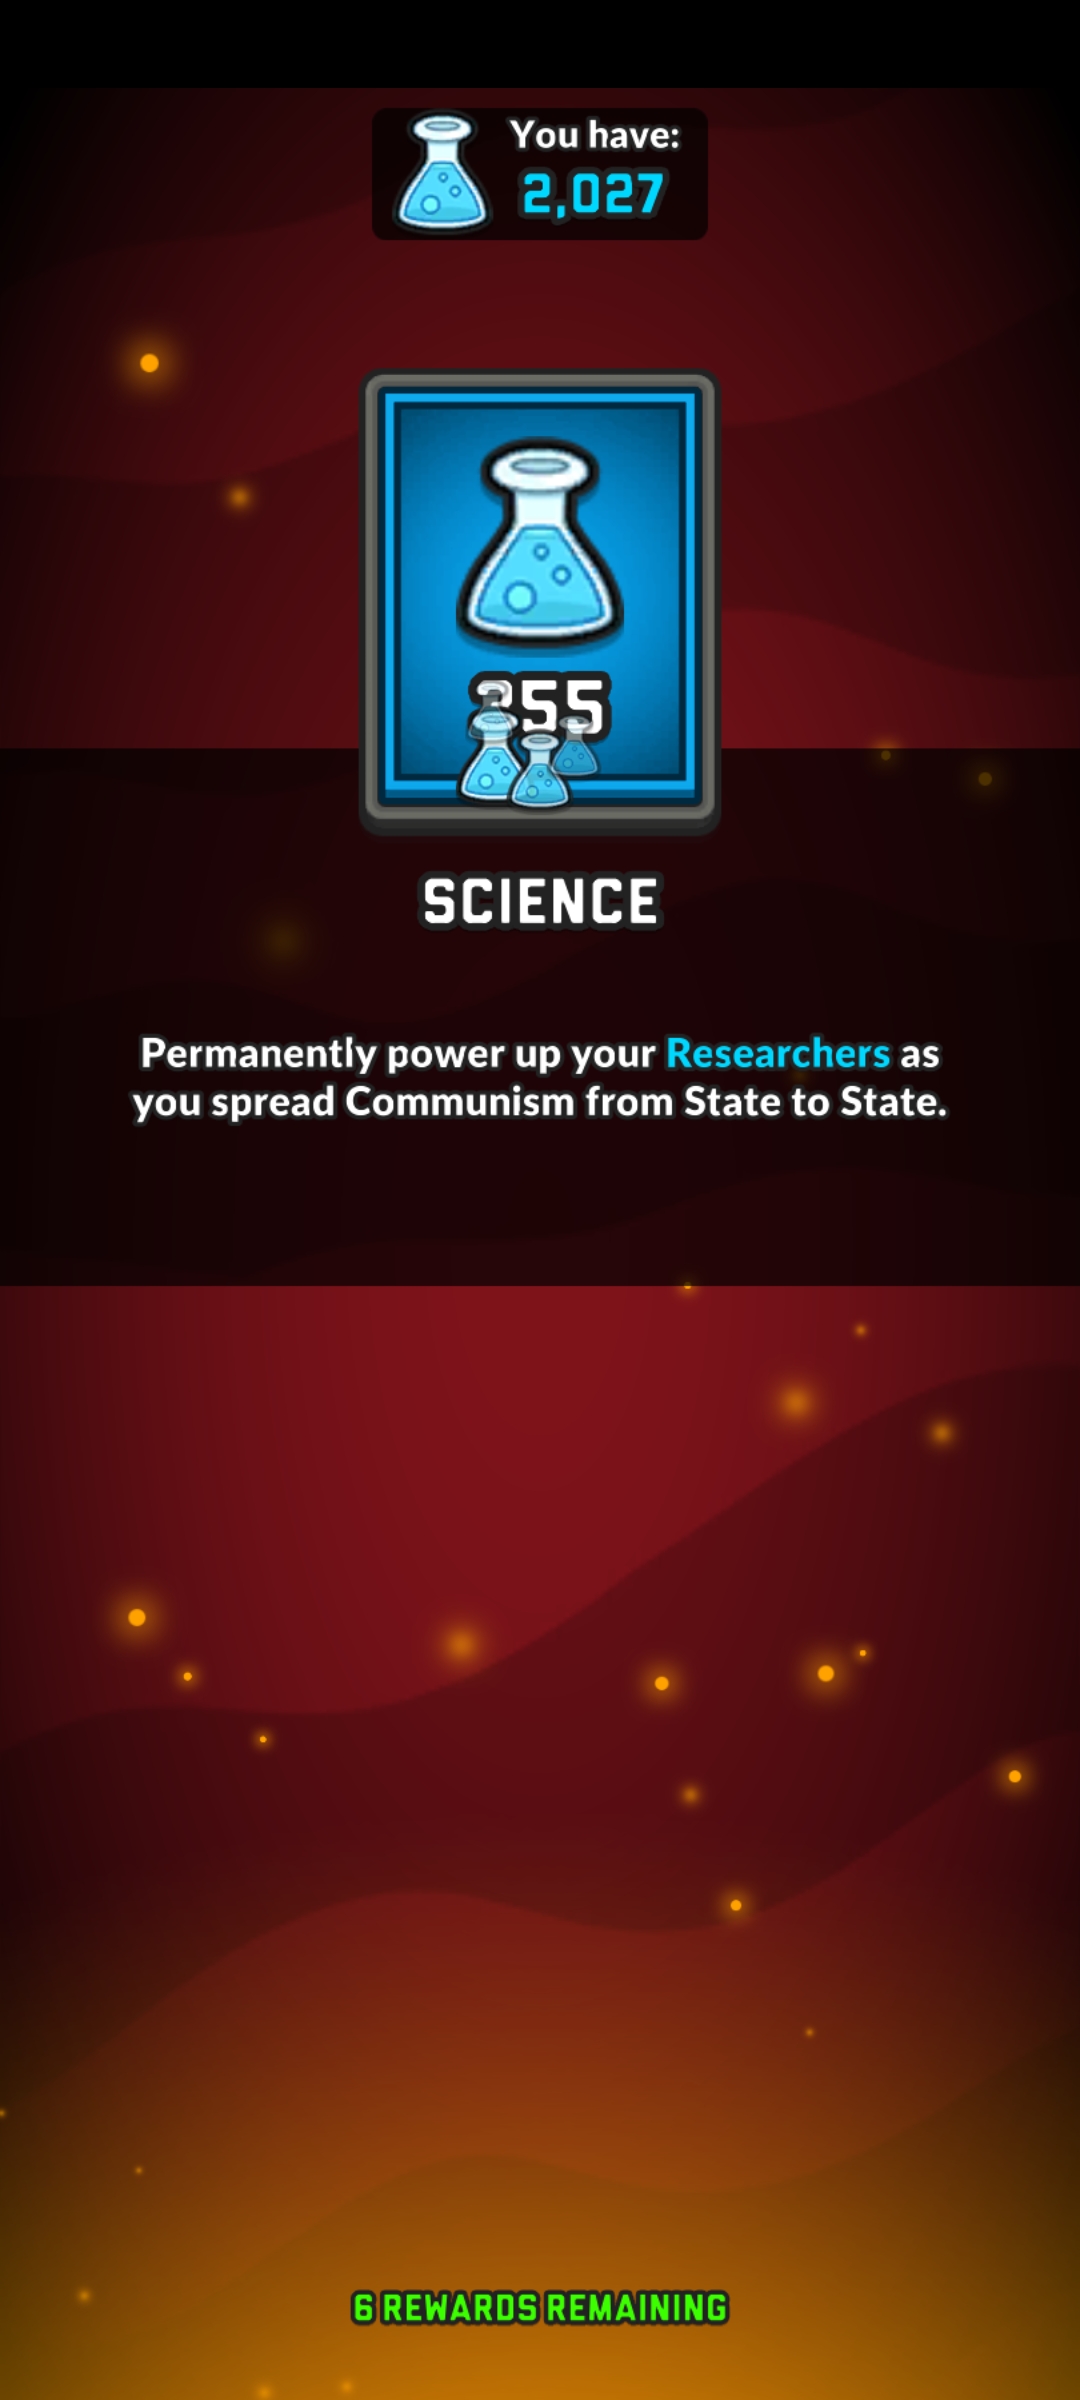 You have:
2,027
SCIENCE
Permanently power up your Researchers as
you spread Communism from State to State.
6 REWARDS REMAINING